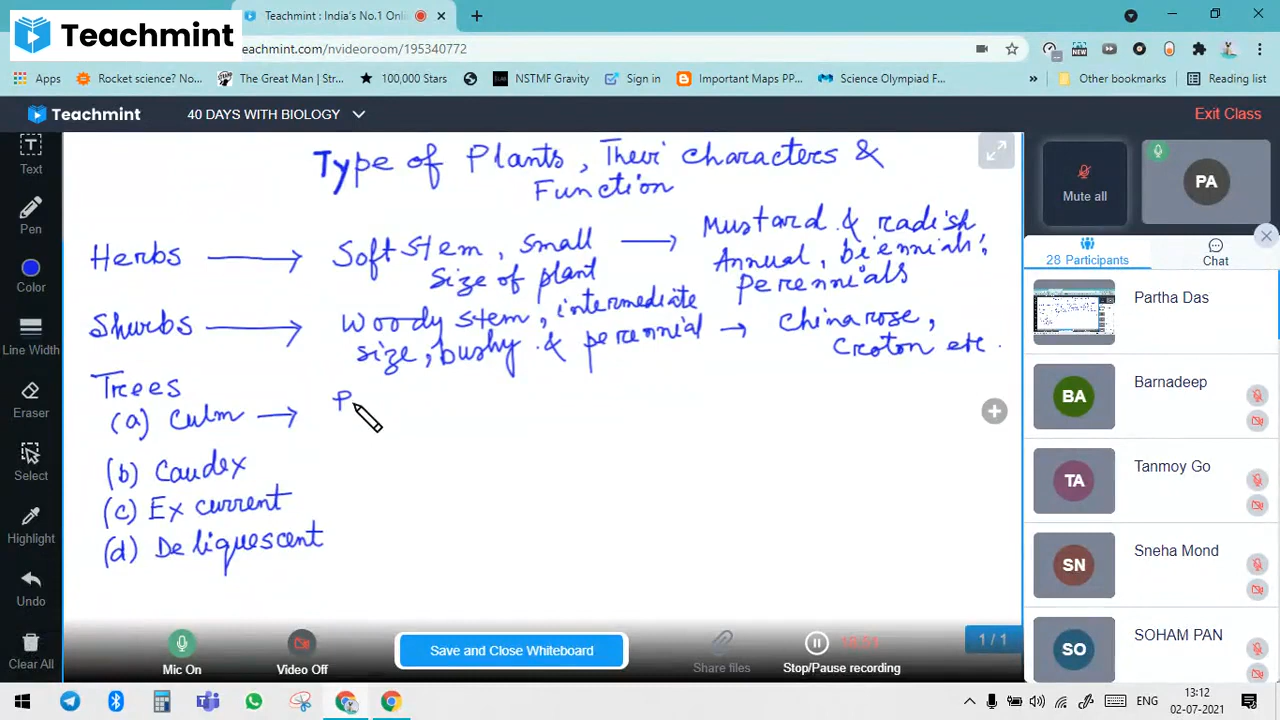 Teachmint : India's No.1 Onli
Teachmint
eachmint.com/nvideoroom/195340772
Apps
Rocket science? No...
The Great Man | Str...
100,000 Stars
NSTMF Gravity
Sign in
Important Maps PP...
Science Olympiad F...
»
Other bookmarks
Reading list
Teachmint
40 DAYS WITH BIOLOGY
Exit Class
Text
Pen
Color
Line Width
Eraser
Select
Highlight
Undo
Clear All
Type of Plants, Their characters &
Function
Herbs → Soft stem, small → Mustard & radish
size of plant Annual, biennials,
perennials
Shurbs → Woody stem, intermediate
size, bushy & perennial → China rose,
Croton etc.
Trees
(a) Culm → P
(b) Caudex
(c) Ex current
(d) Deliquescent
Mute all
PA
28 Participants
Chat
Partha Das
BA
Barnadeep
TA
Tanmoy Go
SN
Sneha Mond
SO
SOHAM PAN
Mic On
Video Off
Save and Close Whiteboard
Share files
Stop/Pause recording
1 / 1
ENG
13:12
02-07-2021